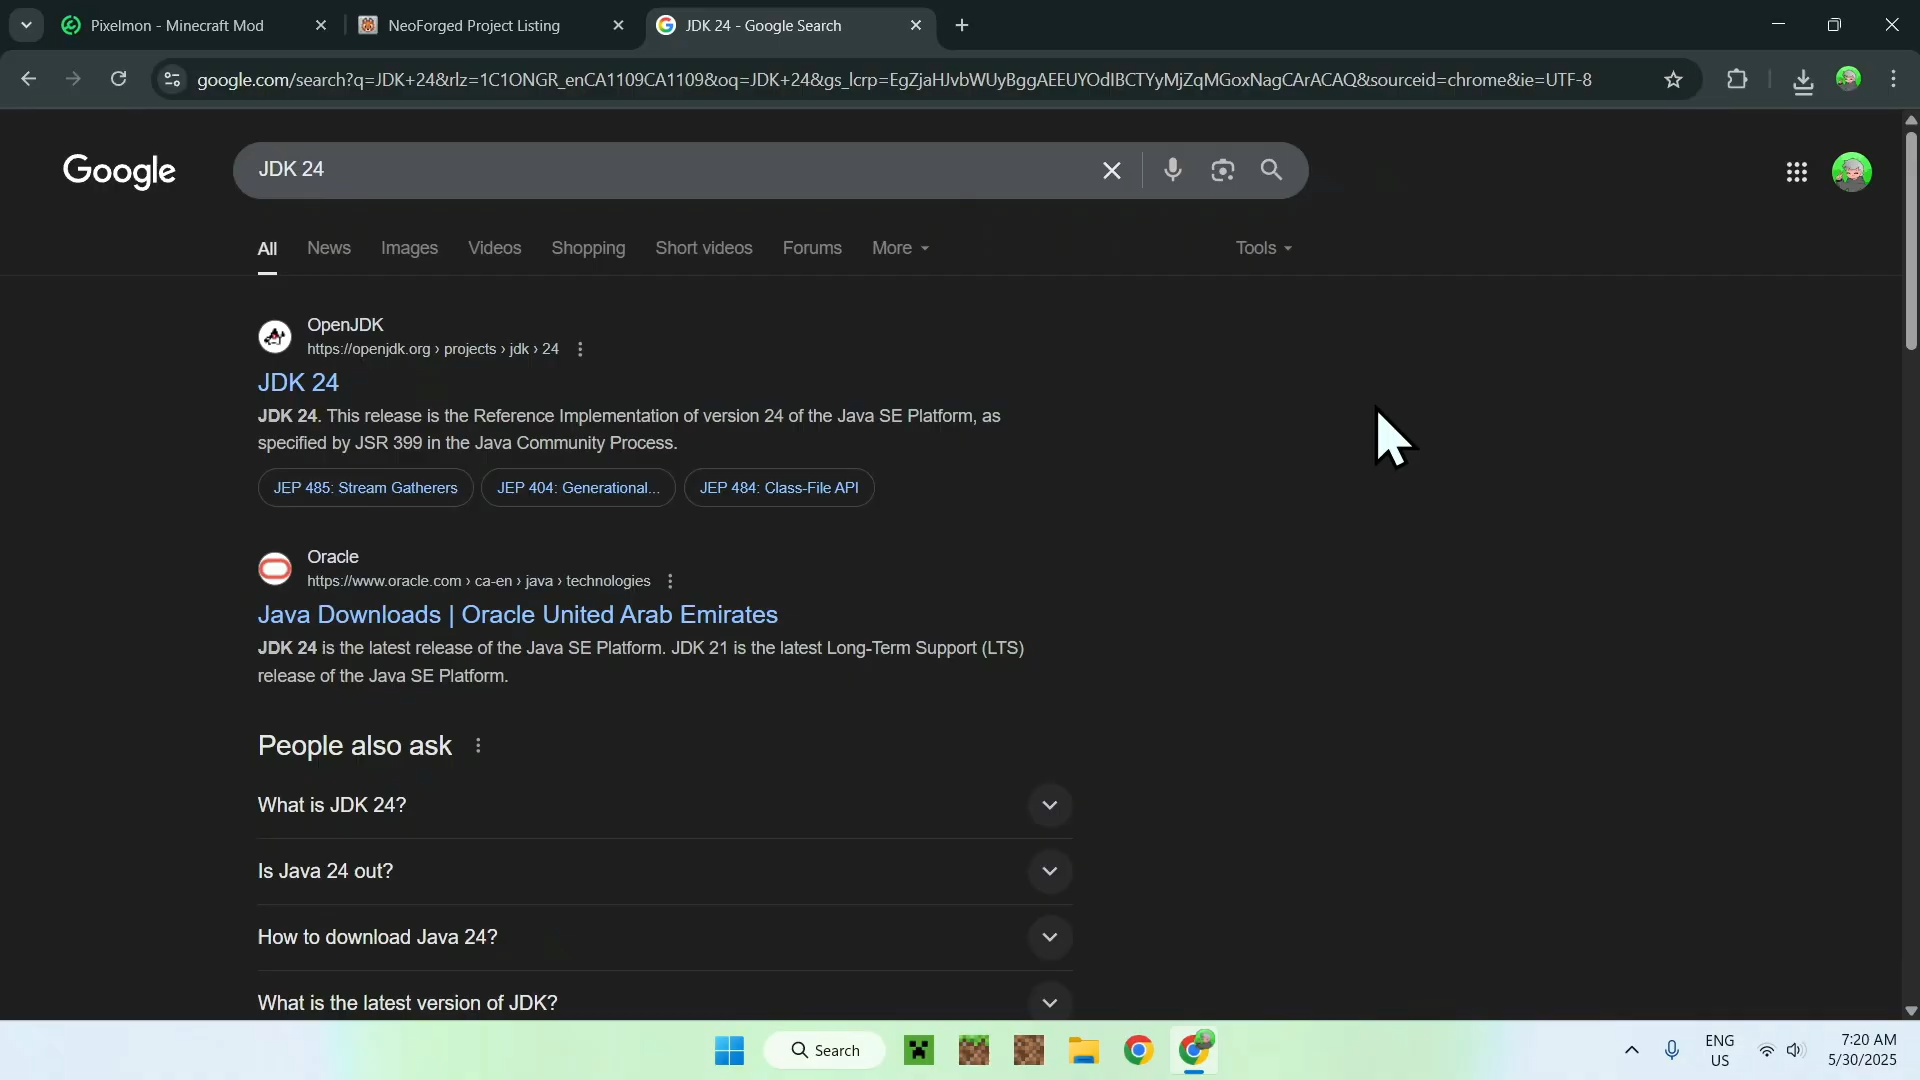 Pixelmon - Minecraft Mod
NeoForged Project Listing
JDK 24 - Google Search
google.com/search?q=JDK+24&rlz=1C1ONGR_enCA1109CA1109&oq=JDK+24&gs_lcrp=EgZjaHJvbWUyBggAEEUYOdIBCTYyMjZqMGoxNagCArACAQ&sourceid=chrome&ie=UTF-8
Google
JDK 24
All News Images Videos Shopping Short videos Forums More Tools
OpenJDK
https://openjdk.org › projects › jdk › 24
JDK 24
JDK 24. This release is the Reference Implementation of version 24 of the Java SE Platform, as
specified by JSR 399 in the Java Community Process.
JEP 485: Stream Gatherers JEP 404: Generational... JEP 484: Class-File API
Oracle
https://www.oracle.com › ca-en › java › technologies
Java Downloads | Oracle United Arab Emirates
JDK 24 is the latest release of the Java SE Platform. JDK 21 is the latest Long-Term Support (LTS)
release of the Java SE Platform.
People also ask
What is JDK 24?
Is Java 24 out?
How to download Java 24?
What is the latest version of JDK?
Search
ENG
US
7:20 AM
5/30/2025